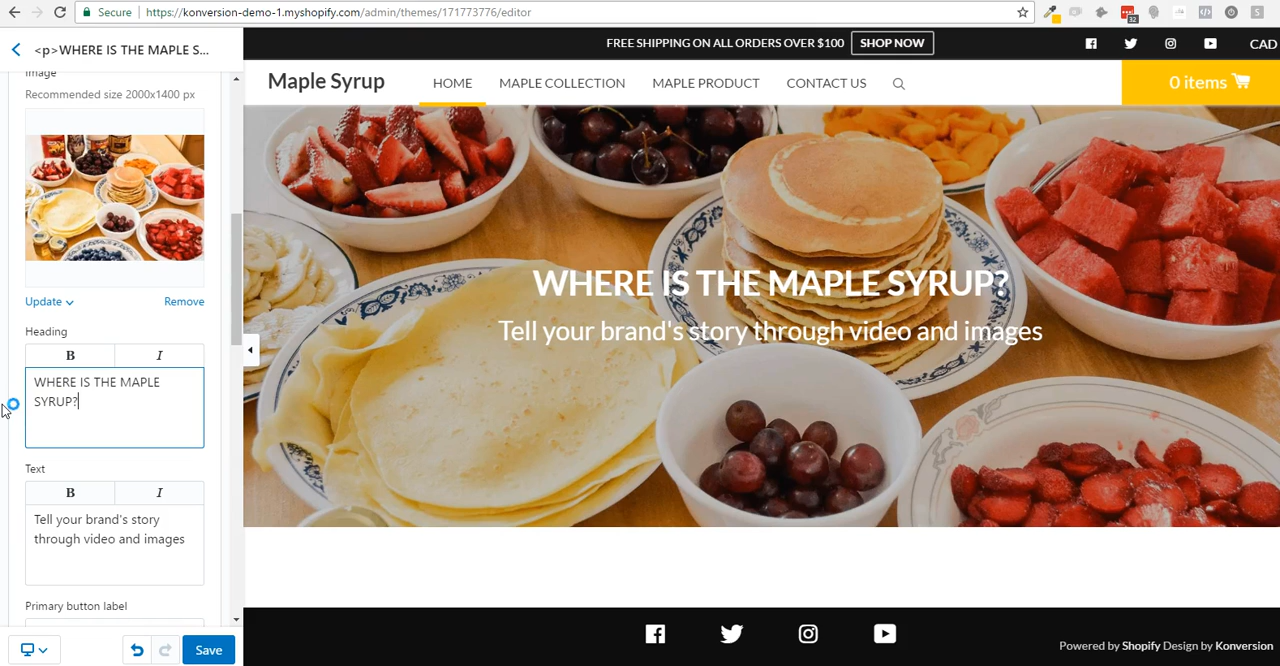 Secure
https://konversion-demo-1.myshopify.com/admin/themes/171773776/editor
32
<p>WHERE IS THE MAPLE S...
FREE SHIPPING ON ALL ORDERS OVER $100
SHOP NOW
CAD
Image
Recommended size 2000x1400 px
Maple Syrup
HOME
MAPLE COLLECTION
MAPLE PRODUCT
CONTACT US
0 items
Update
Remove
Heading
B I
WHERE IS THE MAPLE
SYRUP?
WHERE IS THE MAPLE SYRUP?
Tell your brand's story through video and images
Text
B I
Tell your brand's story
through video and images
Primary button label
Save
Powered by Shopify Design by Konversion